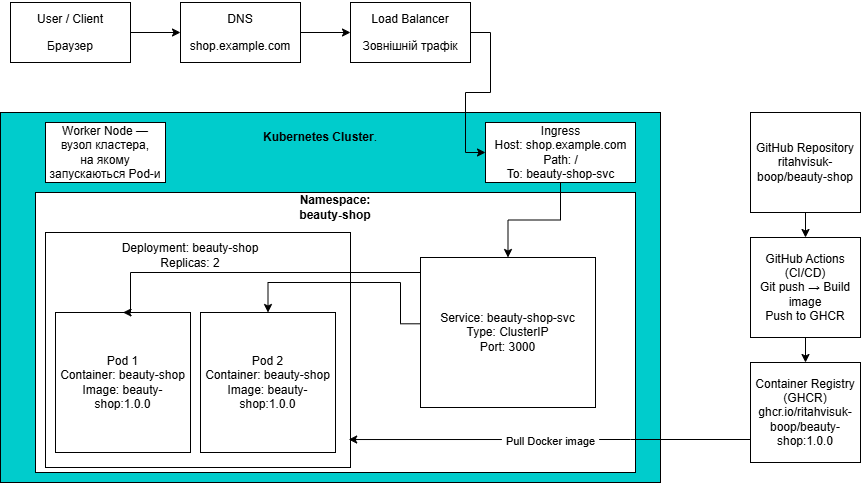 User / Client
Браузер
DNS
shop.example.com
Load Balancer
Зовнішній трафік
Worker Node —
вузол кластера,
на якому
запускаються Pod-и
Kubernetes Cluster.
Ingress
Host: shop.example.com
Path: /
To: beauty-shop-svc
Namespace:
beauty-shop
Deployment: beauty-shop
Replicas: 2
Pod 1
Container: beauty-shop
Image: beauty-
shop:1.0.0
Pod 2
Container: beauty-shop
Image: beauty-
shop:1.0.0
Service: beauty-shop-svc
Type: ClusterIP
Port: 3000
GitHub Repository
ritahvisuk-
boop/beauty-shop
GitHub Actions
(CI/CD)
Git push → Build
image
Push to GHCR
Container Registry
(GHCR)
ghcr.io/ritahvisuk-
boop/beauty-
shop:1.0.0
Pull Docker image